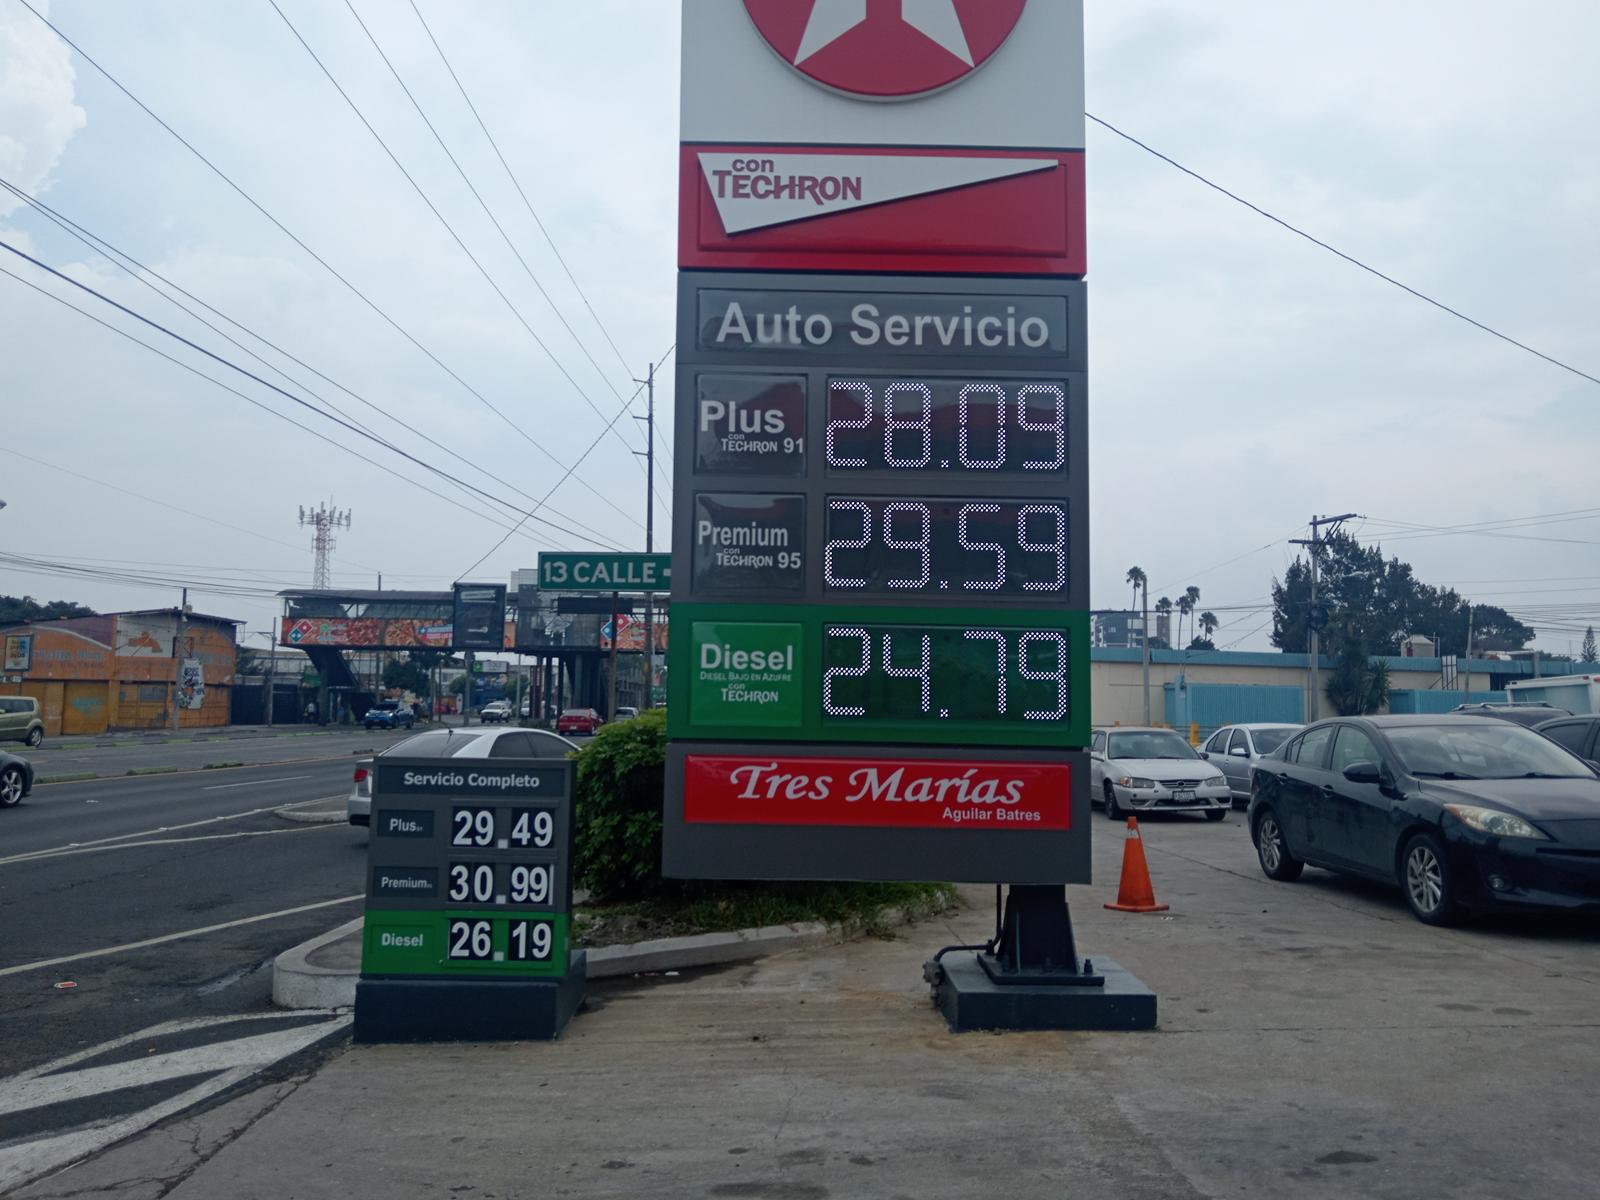 con
TECHRON
Auto Servicio
Plus
con
TECHRON 91
28.09
Premium
con
TECHRON 95
29.59
Diesel
DIESEL BAJO EN AZUFRE
con
TECHRON
24.79
Tres Marías
Aguilar Batres
13 CALLE
Servicio Completo
Plus 91
29.49
Premium 95
30.99
Diesel
26.19